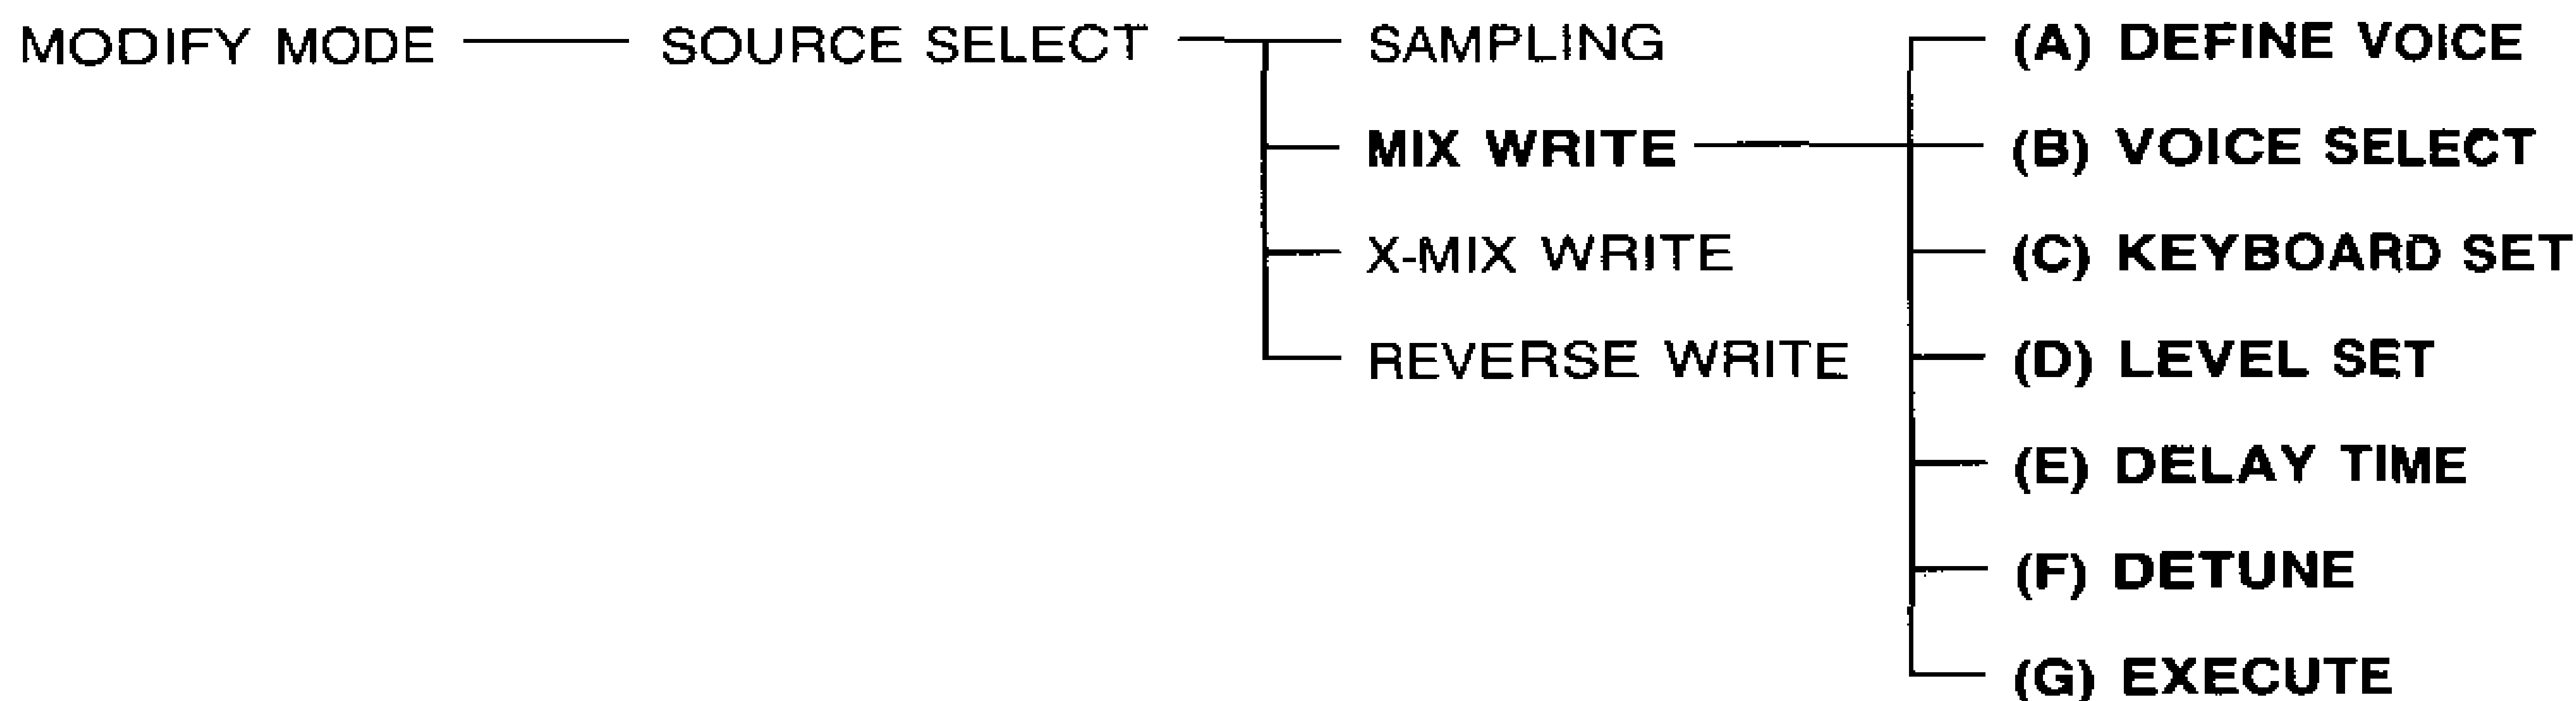 MODIFY MODE SOURCE SELECT SAMPLING (A) DEFINE VOICE
MIX WRITE (B) VOICE SELECT
X-MIX WRITE (C) KEYBOARD SET
REVERSE WRITE (D) LEVEL SET
(E) DELAY TIME
(F) DETUNE
(G) EXECUTE